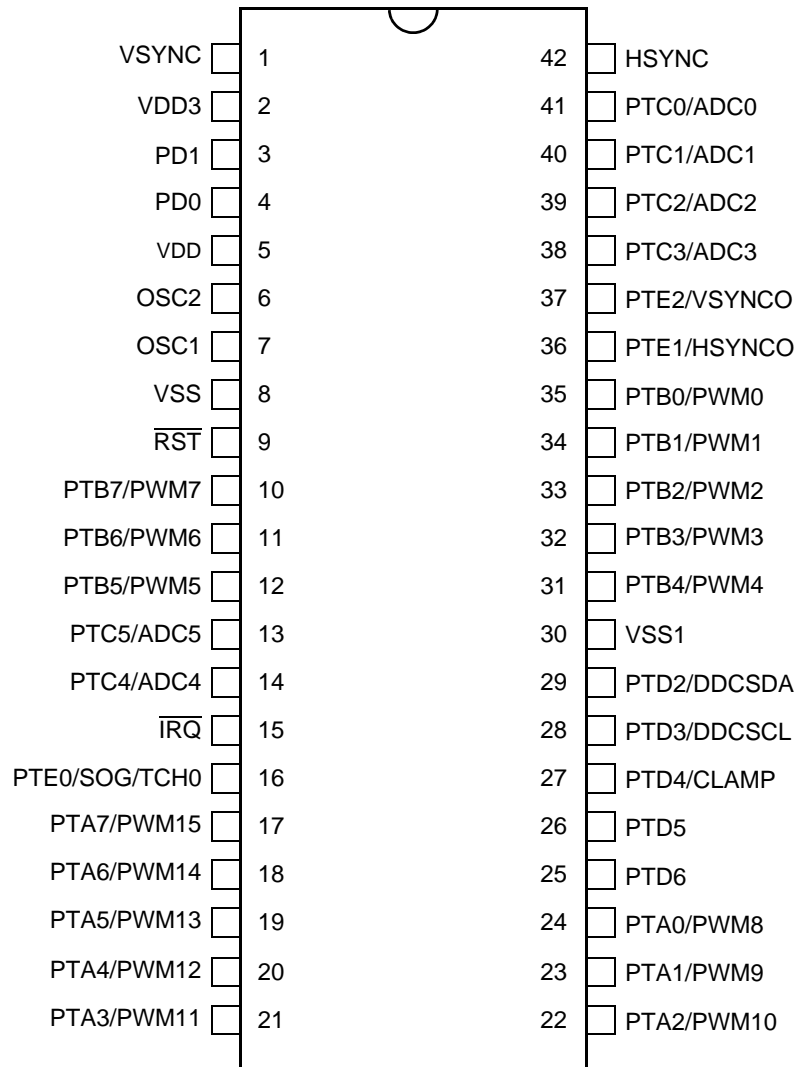 VSYNC 1 42 HSYNC
VDD3 2 41 PTC0/ADC0
PD1 3 40 PTC1/ADC1
PD0 4 39 PTC2/ADC2
VDD 5 38 PTC3/ADC3
OSC2 6 37 PTE2/VSYNCO
OSC1 7 36 PTE1/HSYNCO
VSS 8 35 PTB0/PWM0
R̅S̅T̅ 9 34 PTB1/PWM1
PTB7/PWM7 10 33 PTB2/PWM2
PTB6/PWM6 11 32 PTB3/PWM3
PTB5/PWM5 12 31 PTB4/PWM4
PTC5/ADC5 13 30 VSS1
PTC4/ADC4 14 29 PTD2/DDCSDA
I̅R̅Q̅ 15 28 PTD3/DDCSCL
PTE0/SOG/TCH0 16 27 PTD4/CLAMP
PTA7/PWM15 17 26 PTD5
PTA6/PWM14 18 25 PTD6
PTA5/PWM13 19 24 PTA0/PWM8
PTA4/PWM12 20 23 PTA1/PWM9
PTA3/PWM11 21 22 PTA2/PWM10